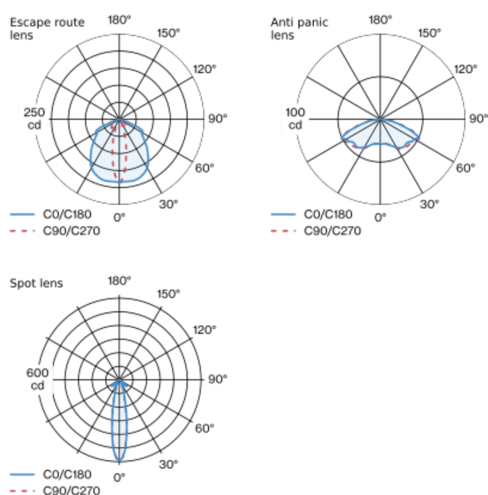 Escape route
lens
180°
150°
120°
250
cd
90°
60°
30°
0°
C0/C180
C90/C270
Anti panic
lens
180°
150°
120°
100
cd
90°
60°
30°
0°
C0/C180
C90/C270
Spot lens
180°
150°
120°
600
cd
90°
60°
30°
0°
C0/C180
C90/C270